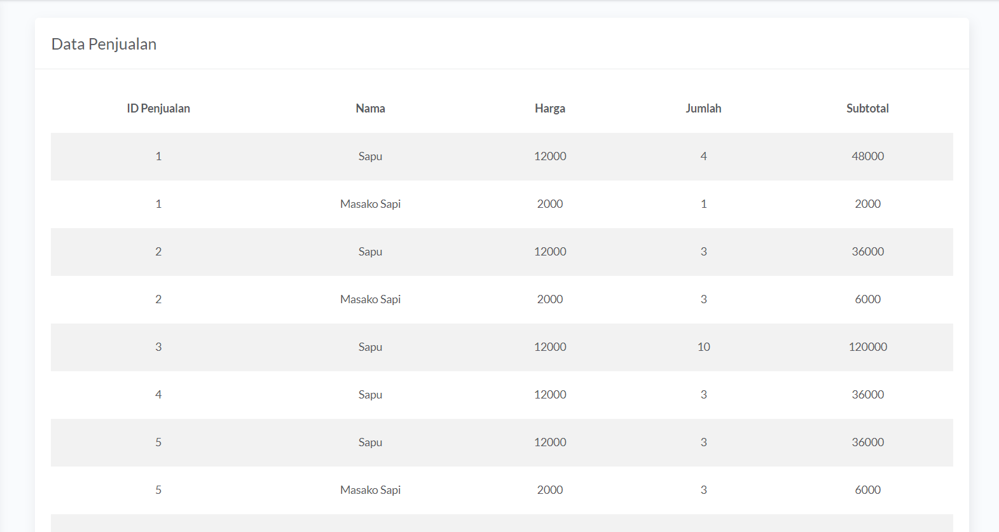 Data Penjualan
ID Penjualan Nama Harga Jumlah Subtotal
1 Sapu 12000 4 48000
1 Masako Sapi 2000 1 2000
2 Sapu 12000 3 36000
2 Masako Sapi 2000 3 6000
3 Sapu 12000 10 120000
4 Sapu 12000 3 36000
5 Sapu 12000 3 36000
5 Masako Sapi 2000 3 6000